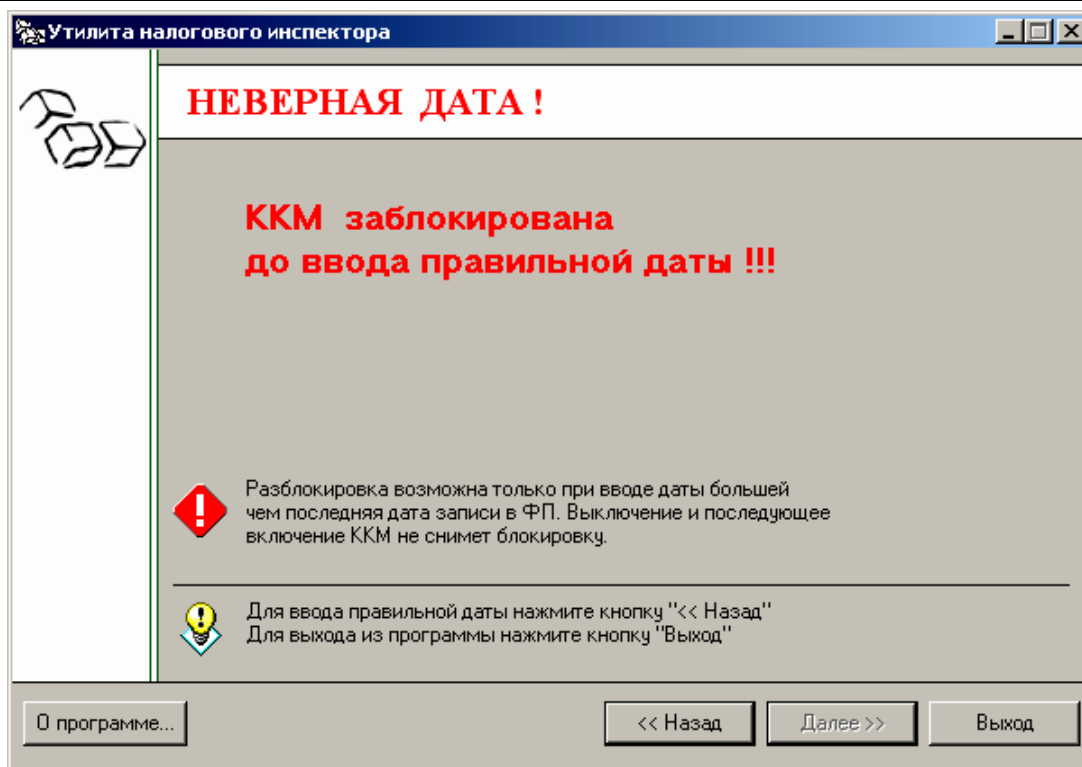 Утилита налогового инспектора
НЕВЕРНАЯ ДАТА !
ККМ заблокирована
до ввода правильной даты !!!
Разблокировка возможна только при вводе даты большей
чем последняя дата записи в ФП. Выключение и последующее
включение ККМ не снимет блокировку.
Для ввода правильной даты нажмите кнопку "<< Назад"
Для выхода из программы нажмите кнопку "Выход"
О программе...
<< Назад
Далее >>
Выход